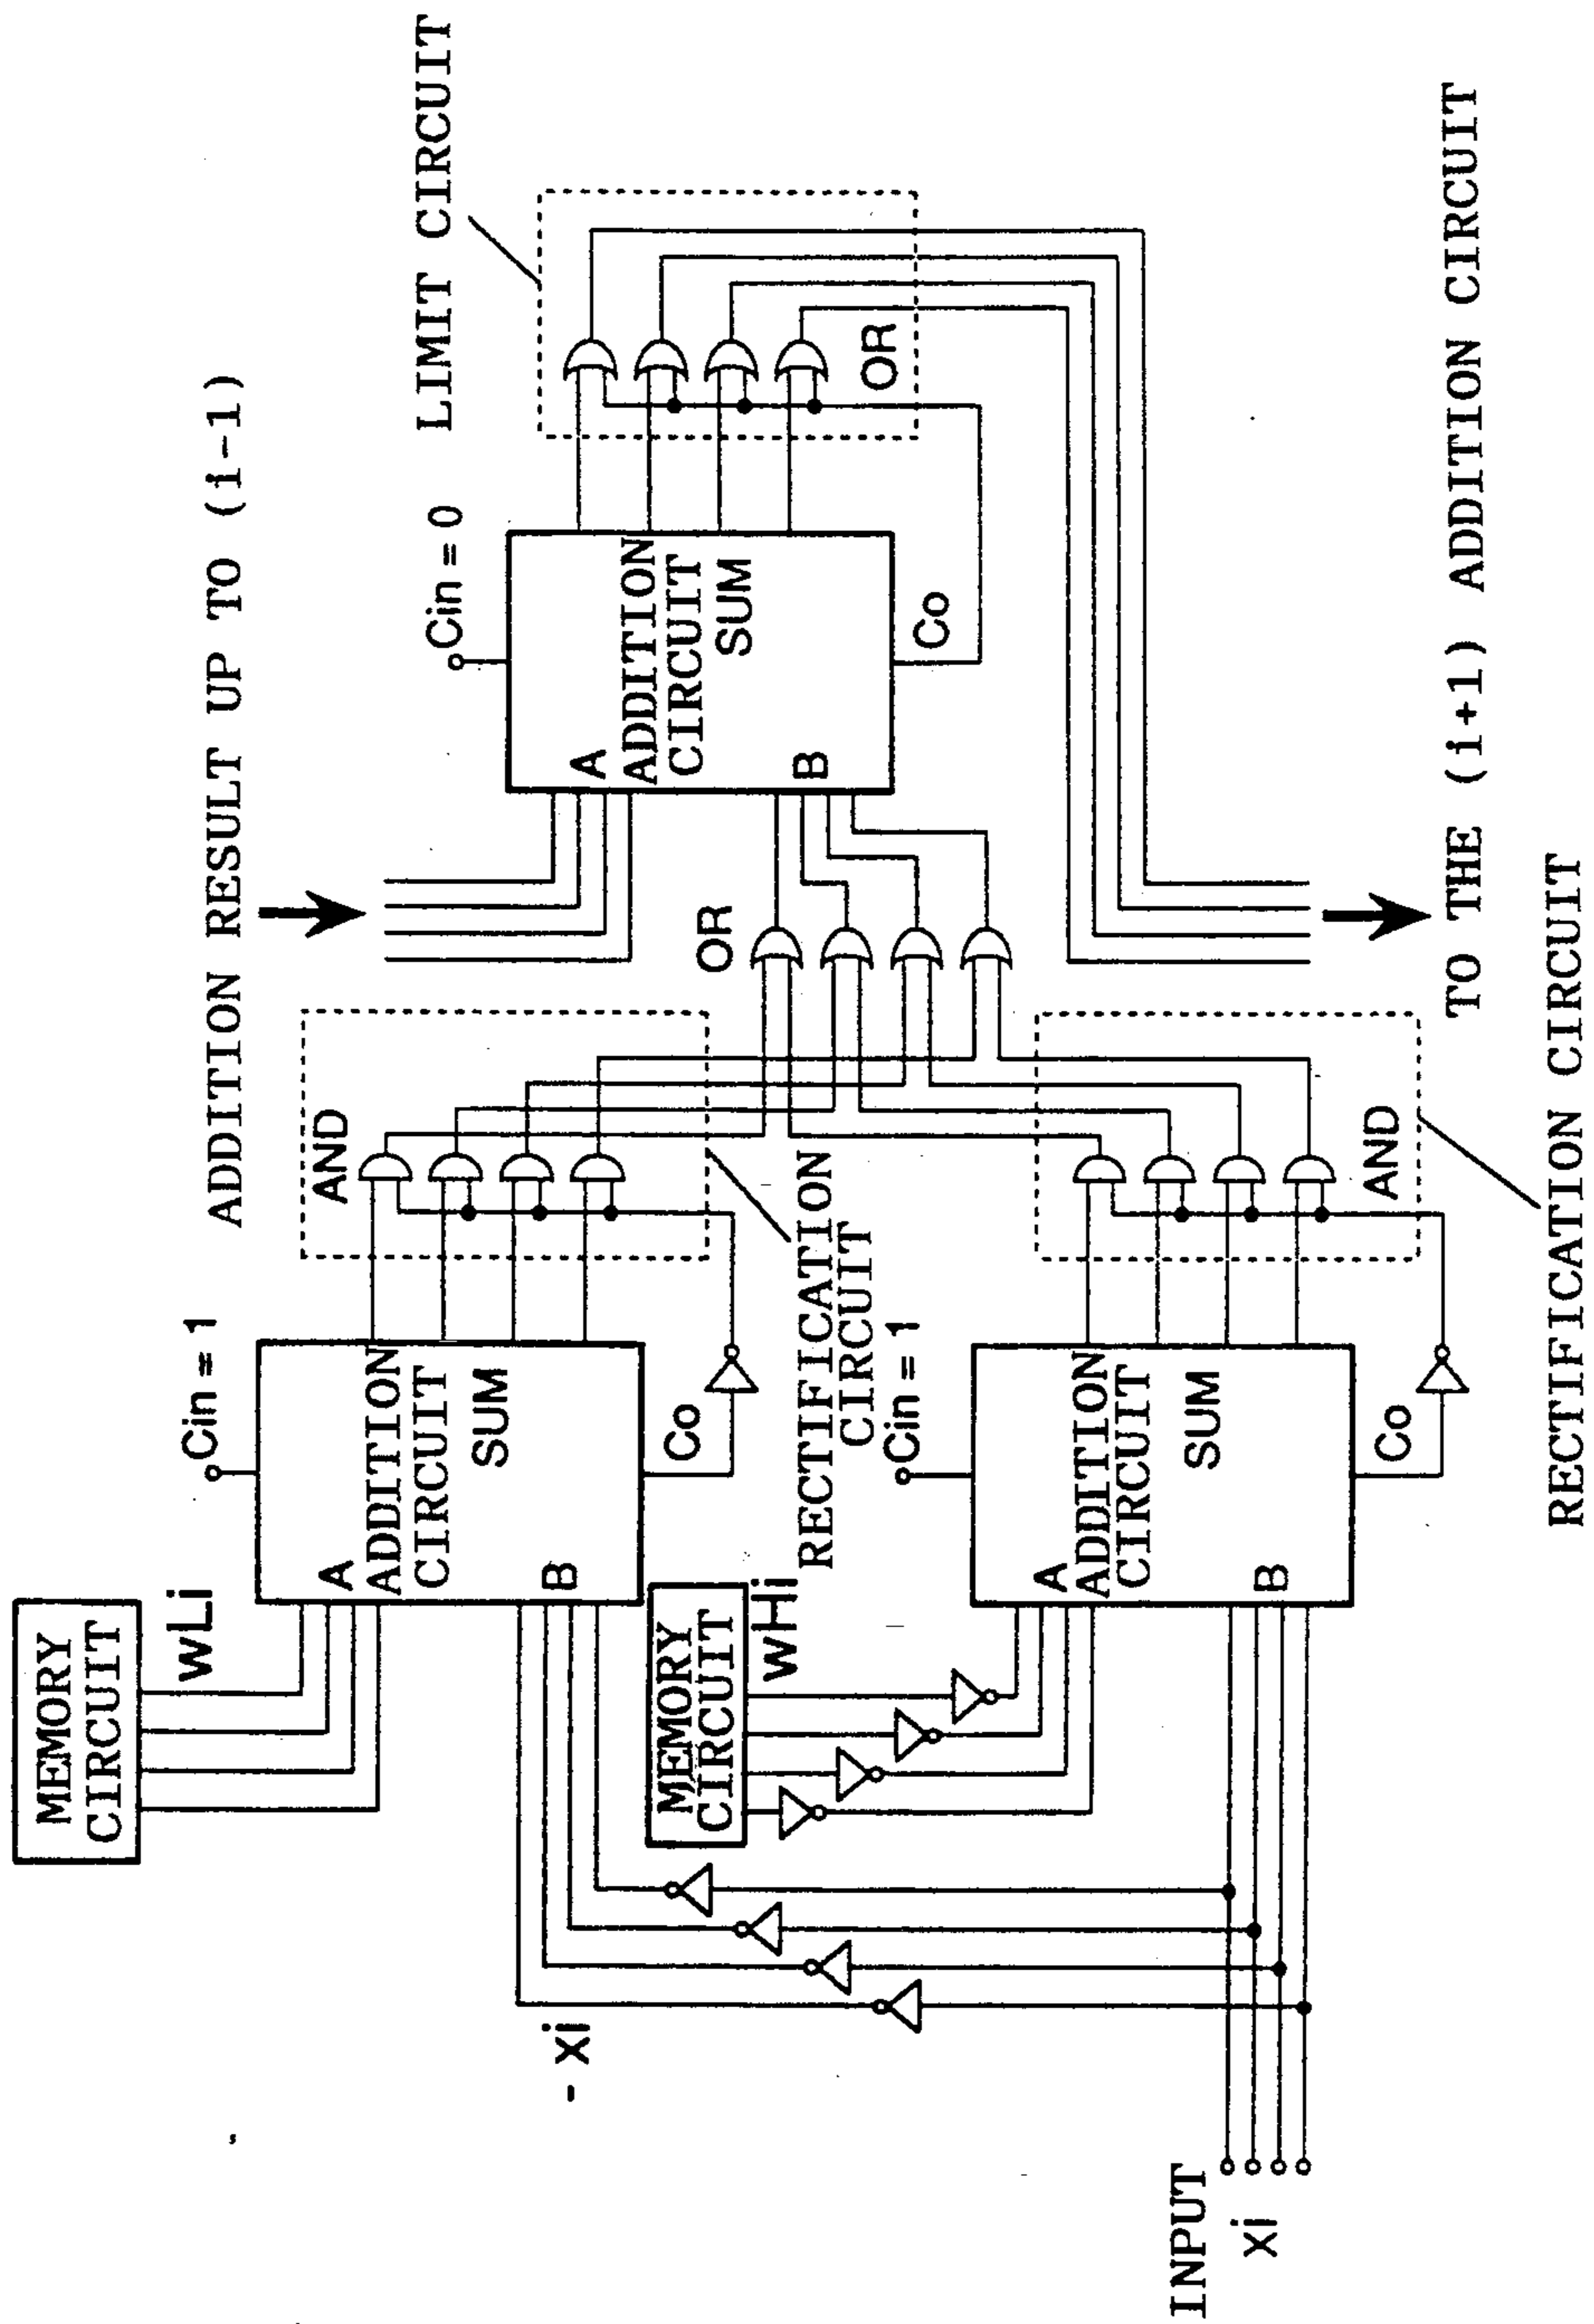 ADDITION RESULT UP TO (i-1)
LIMIT CIRCUIT
MEMORY
CIRCUIT
wLi
Cin = 1
A
ADDITION
CIRCUIT
SUM
B
Co
AND
RECTIFICATION
CIRCUIT
Cin = 0
A
ADDITION
CIRCUIT
SUM
B
Co
OR
OR
- xi
MEMORY
CIRCUIT
wHi
Cin = 1
A
ADDITION
CIRCUIT
SUM
B
Co
AND
INPUT
xi
TO THE (i+1) ADDITION CIRCUIT
RECTIFICATION CIRCUIT